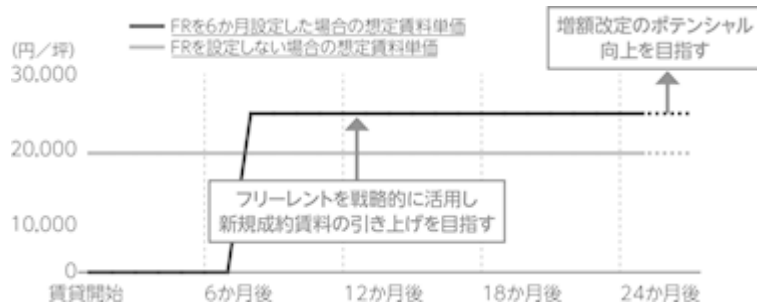 FRを6か月設定した場合の想定賃料単価
FRを設定しない場合の想定賃料単価
増額改定のポテンシャル
向上を目指す
(円／坪)
30,000
20,000
10,000
0
フリーレントを戦略的に活用し
新規成約賃料の引き上げを目指す
賃貸開始
6か月後
12か月後
18か月後
24か月後